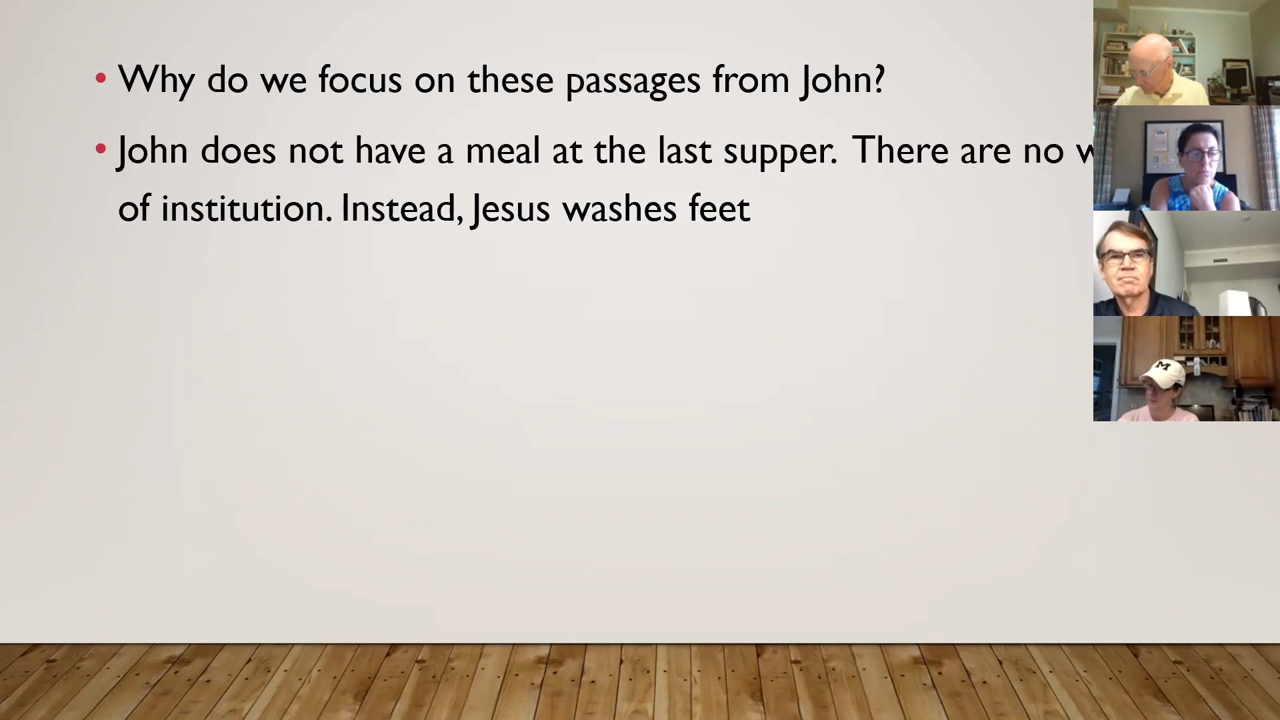 • Why do we focus on these passages from John?
• John does not have a meal at the last supper. There are no
of institution. Instead, Jesus washes feet
M